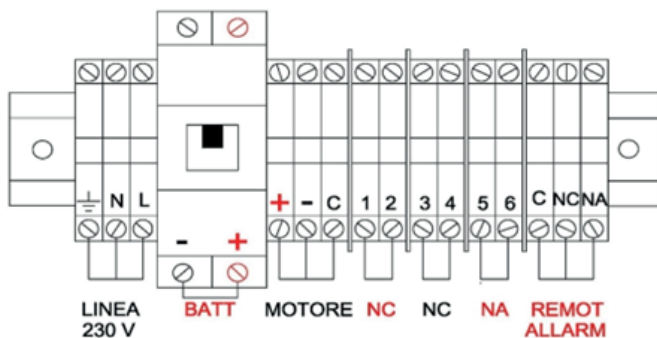 N L + - C 1 2 3 4 5 6 C NC NA
- +
LINEA BATT MOTORE NC NC NA REMOT
230 V ALLARM